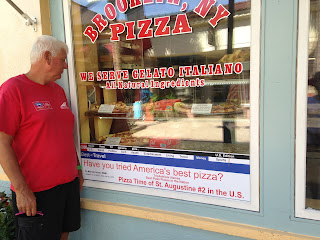 BROOKLYN, NY
PIZZA
WE SERVE GELATO ITALIANO
All Natural Ingredients
Travel
Have you tried America's best pizza?
Pizza Time of St. Augustine #2 in the U.S.